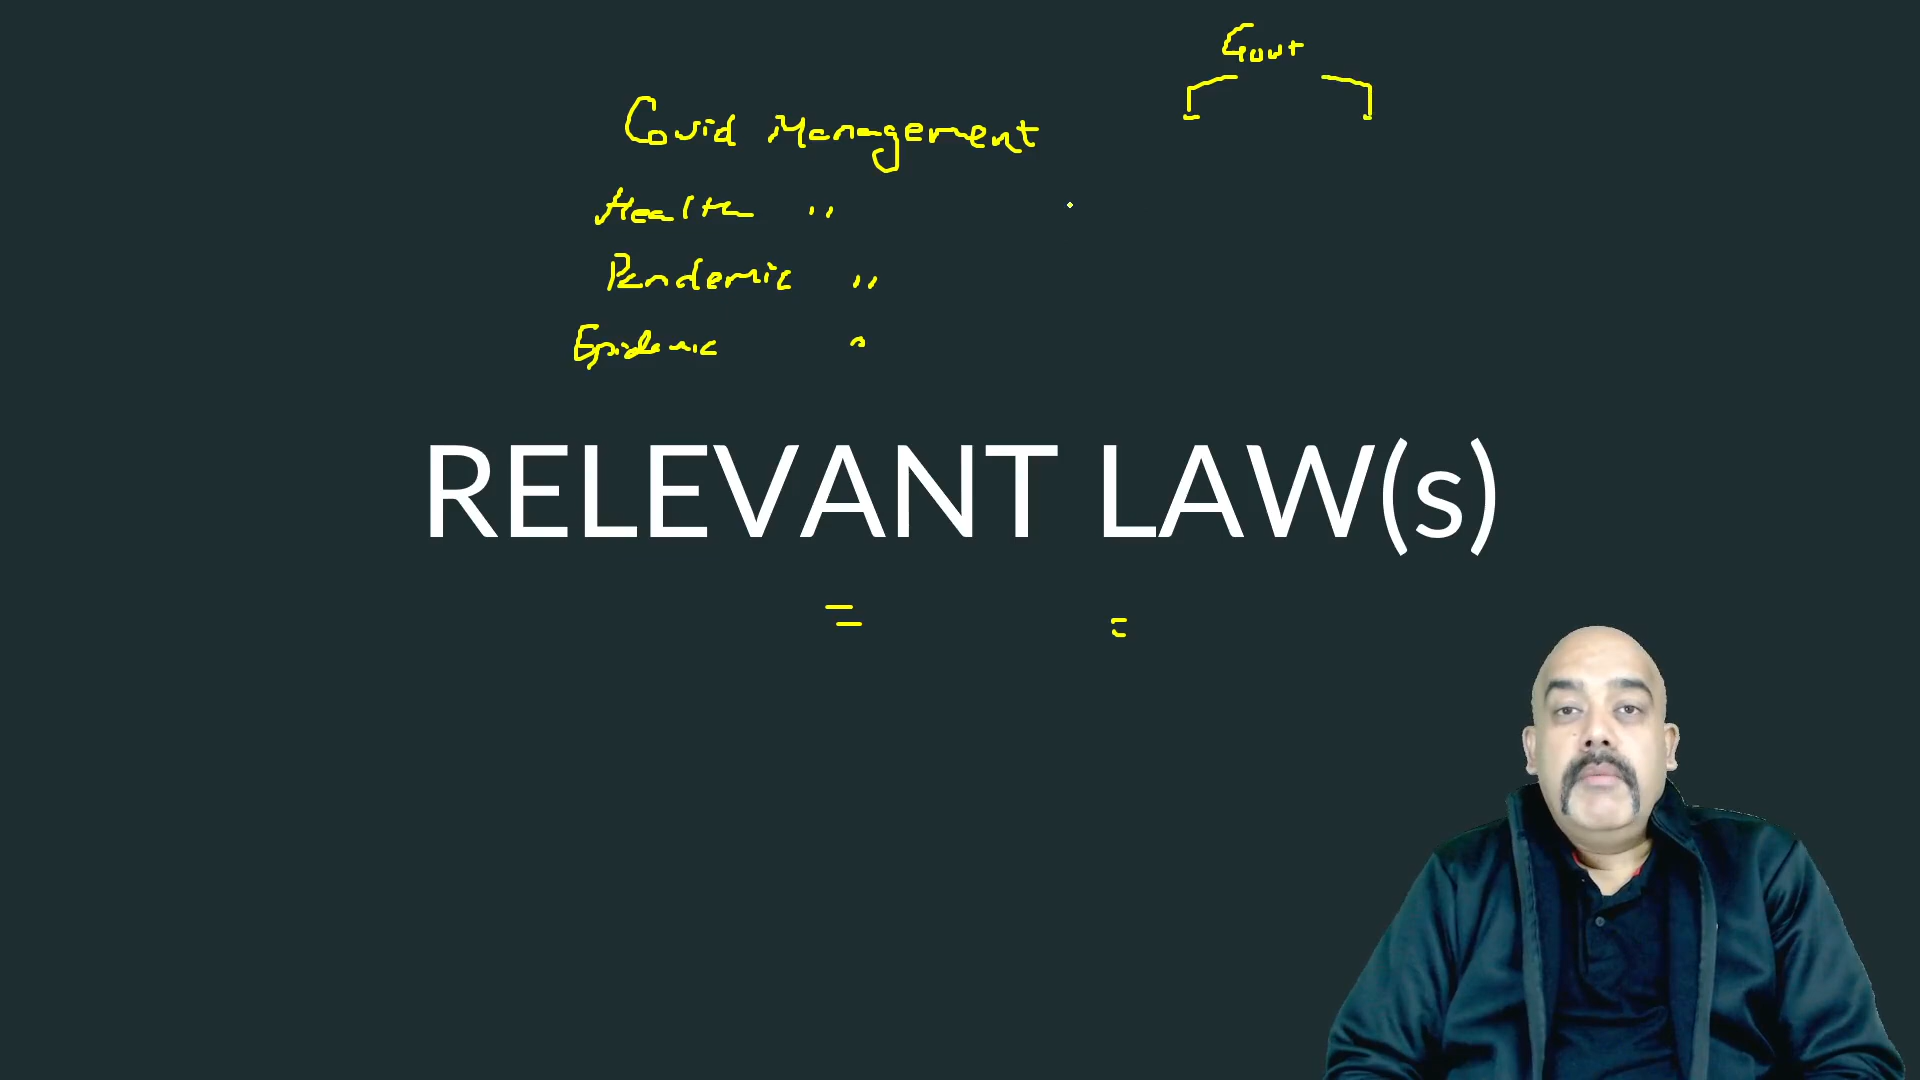 Govt
Covid Management
Health "
Pandemic "
Epidemic "
RELEVANT LAW(s)